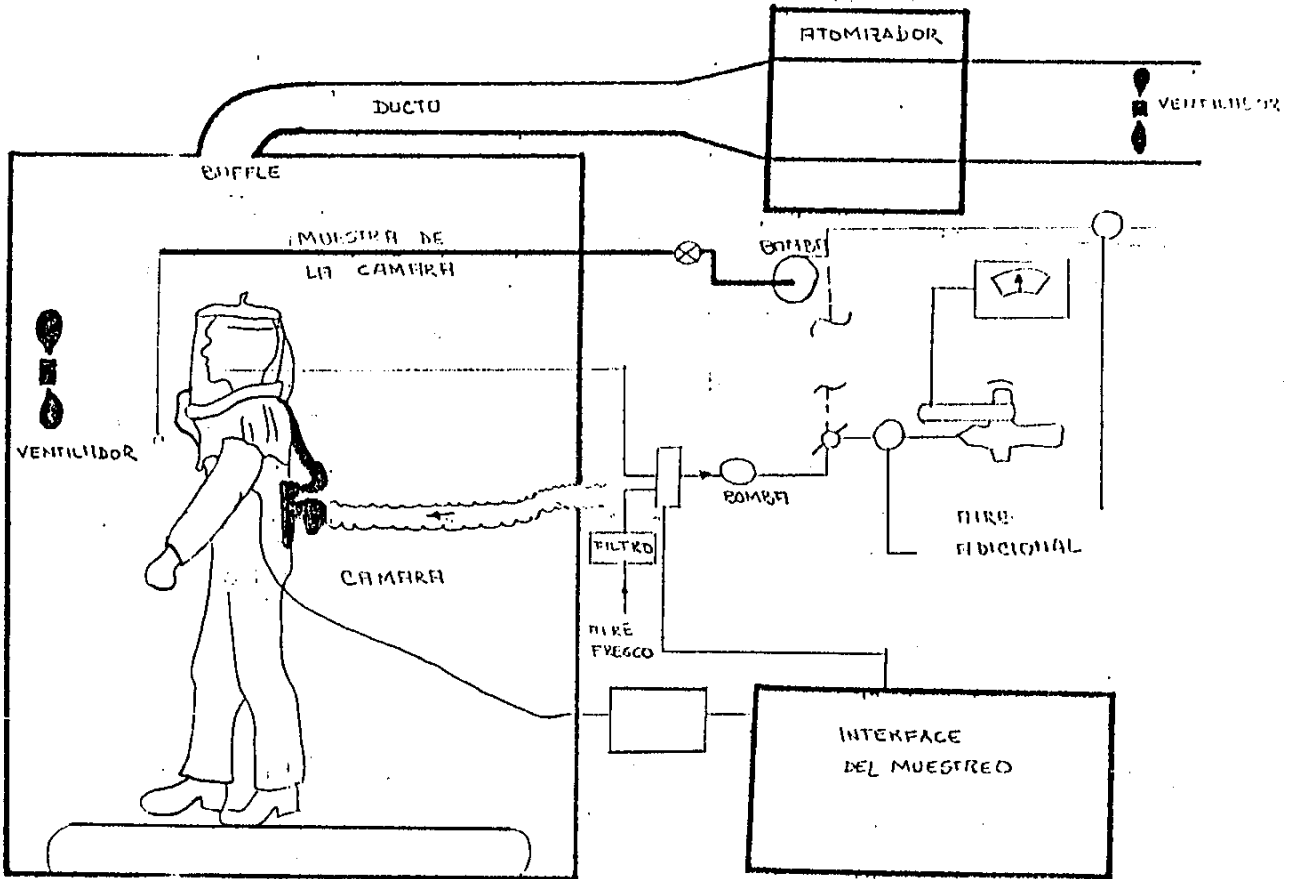 ATOMIZADOR
DUCTO
VENTILADOR
BAFFLE
MUESTRA DE
LA CAMARA
BOMBA
VENTILADOR
BOMBA
AIRE
ADICIONAL
FILTRO
CAMARA
AIRE
FRESCO
INTERFACE
DEL MUESTREO